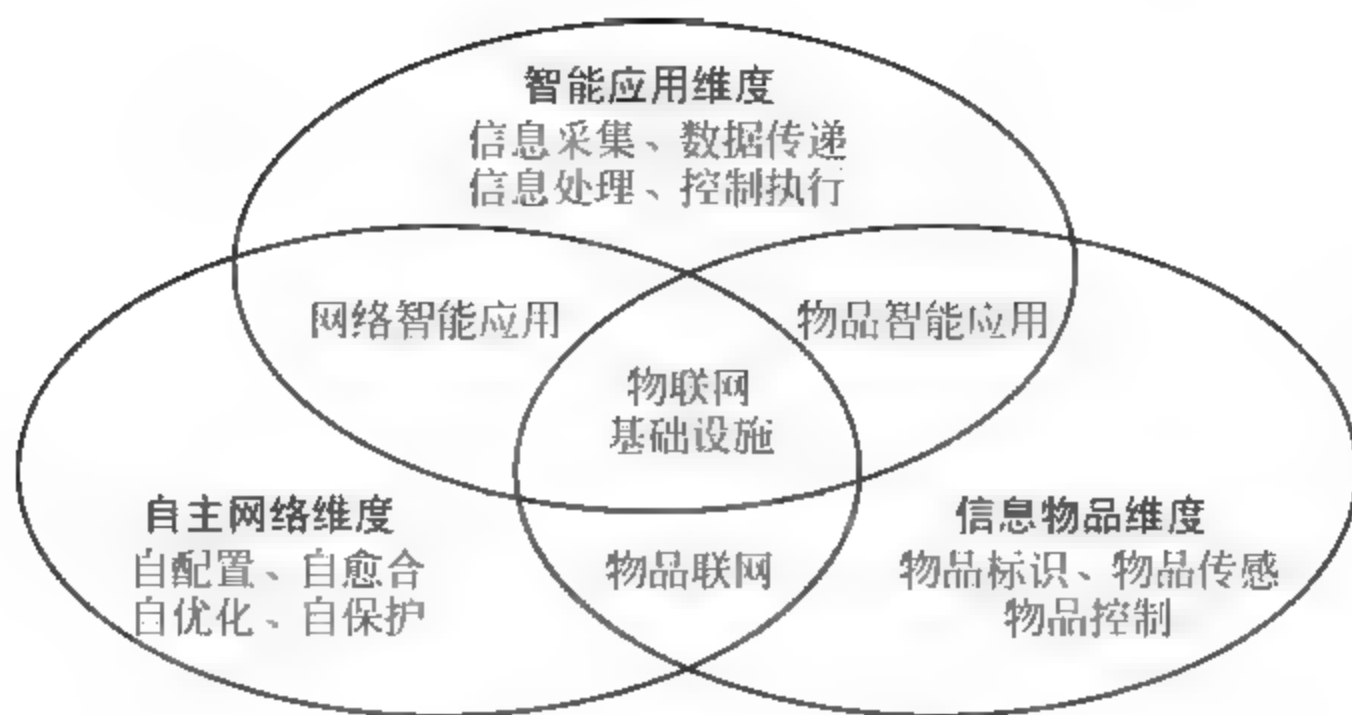 智能应用维度
信息采集、数据传递
信息处理、控制执行
网络智能应用
物品智能应用
物联网
基础设施
自主网络维度
自配置、自愈合
自优化、自保护
物品联网
信息物品维度
物品标识、物品传感
物品控制